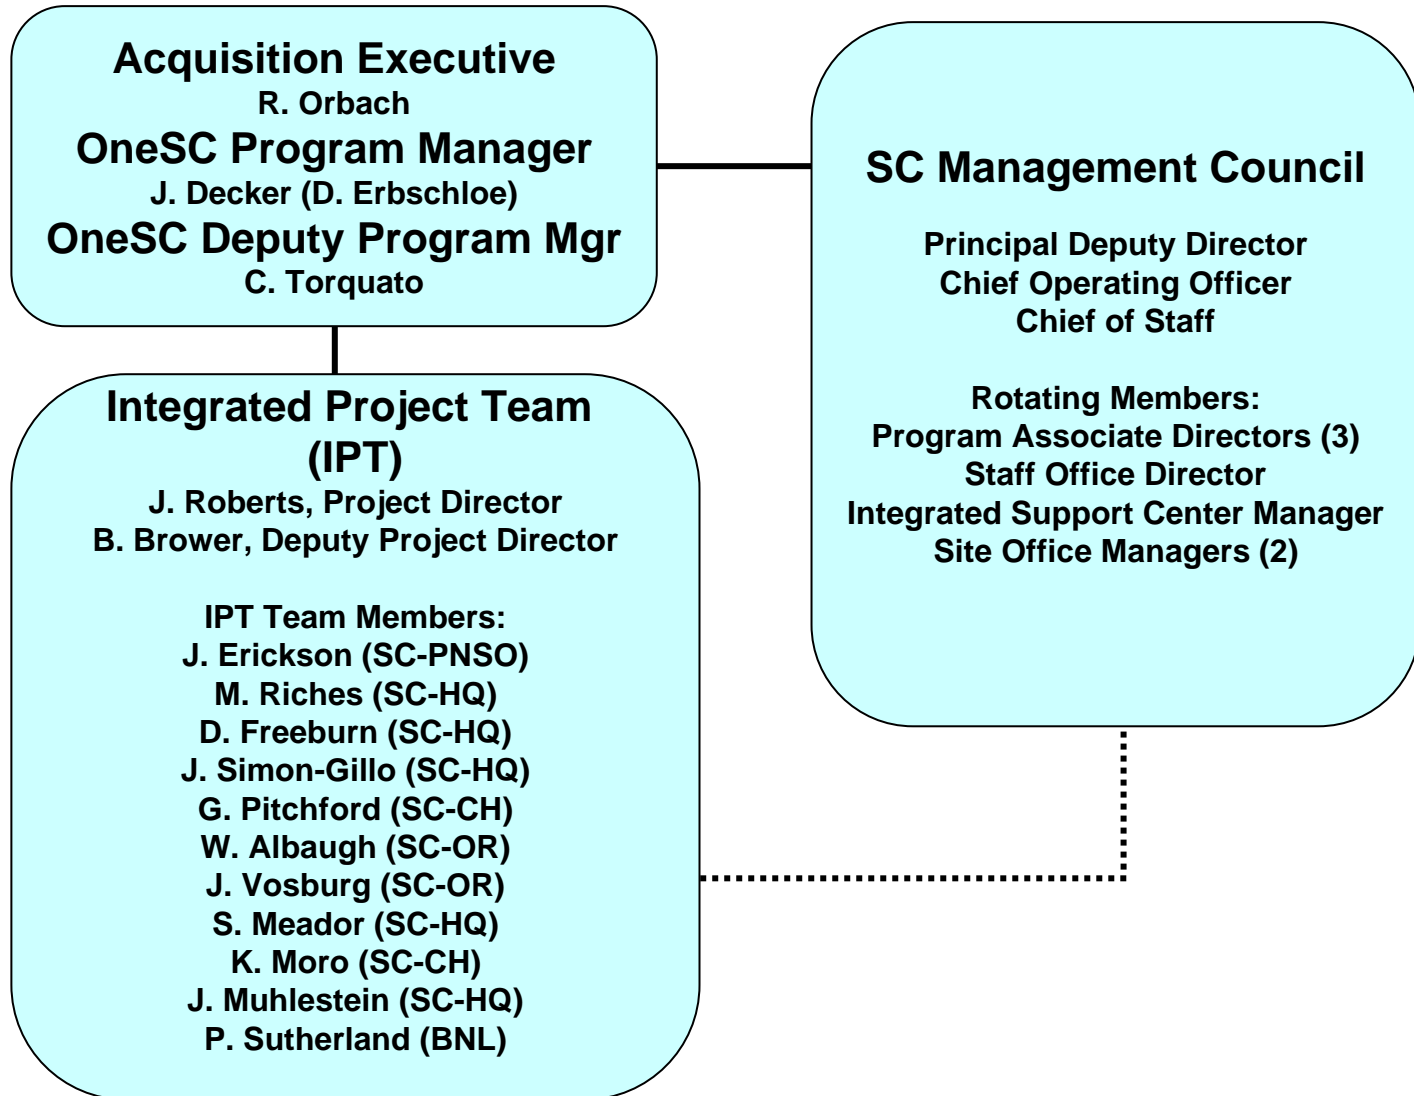 Acquisition Executive
R. Orbach
OneSC Program Manager
J. Decker (D. Erbschloe)
OneSC Deputy Program Mgr
C. Torquato
SC Management Council
Principal Deputy Director
Chief Operating Officer
Chief of Staff
Rotating Members:
Program Associate Directors (3)
Staff Office Director
Integrated Support Center Manager
Site Office Managers (2)
Integrated Project Team
(IPT)
J. Roberts, Project Director
B. Brower, Deputy Project Director
IPT Team Members:
J. Erickson (SC-PNSO)
M. Riches (SC-HQ)
D. Freeburn (SC-HQ)
J. Simon-Gillo (SC-HQ)
G. Pitchford (SC-CH)
W. Albaugh (SC-OR)
J. Vosburg (SC-OR)
S. Meador (SC-HQ)
K. Moro (SC-CH)
J. Muhlestein (SC-HQ)
P. Sutherland (BNL)